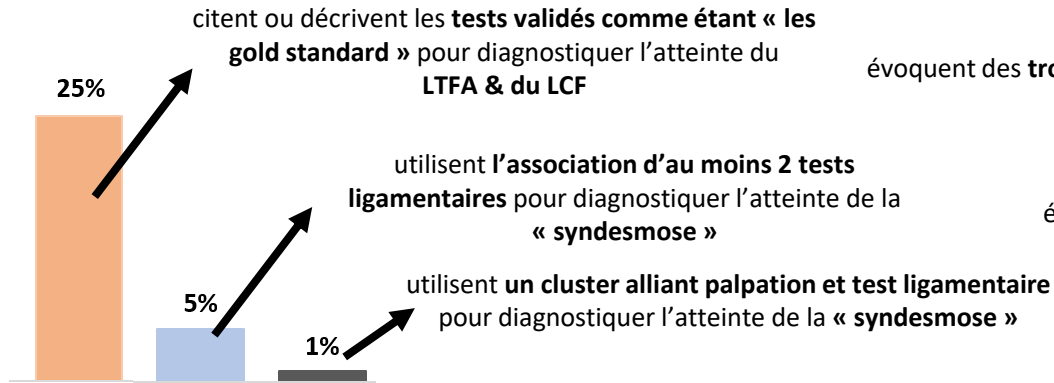 citent ou décrivent les tests validés comme étant « les
gold standard » pour diagnostiquer l’atteinte du
LTFA & du LCF
25%
évoquent des
utilisent l’association d’au moins 2 tests
ligamentaires pour diagnostiquer l’atteinte de la
« syndesmose »
5%
utilisent un cluster alliant palpation et test ligamentaire
pour diagnostiquer l’atteinte de la « syndesmose »
1%